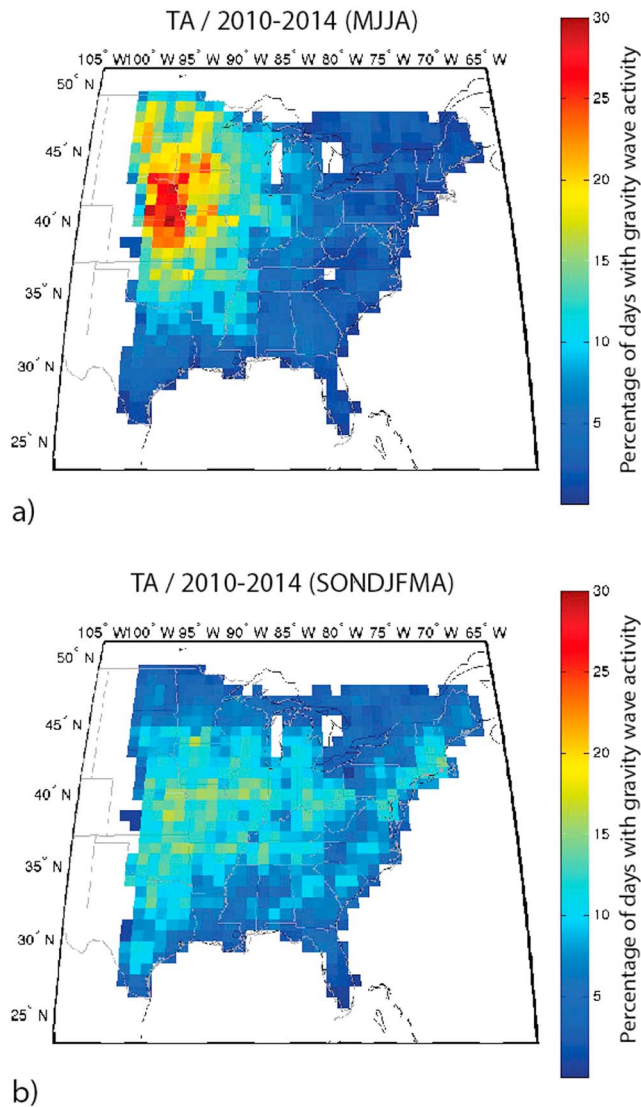 TA / 2010-2014 (MJJA)
105° W 100° W 95° W 90° W 85° W 80° W 75° W 70° W 65° W
50° N
45° N
40° N
35° N
30° N
25° N
30
25
20
15
10
5
Percentage of days with gravity wave activity
a)
TA / 2010-2014 (SONDJFMA)
105° W 100° W 95° W 90° W 85° W 80° W 75° W 70° W 65° W
50° N
45° N
40° N
35° N
30° N
25° N
30
25
20
15
10
5
Percentage of days with gravity wave activity
b)